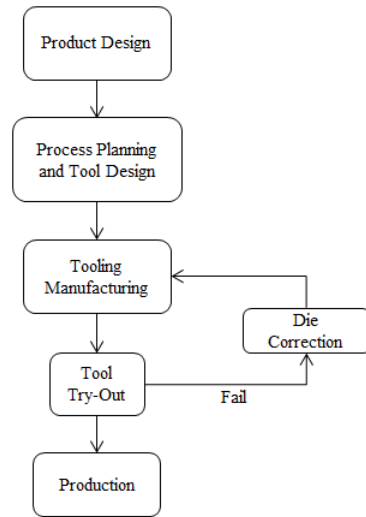 Product Design
Process Planning
and Tool Design
Tooling
Manufacturing
Die
Correction
Tool
Try-Out
Fail
Production